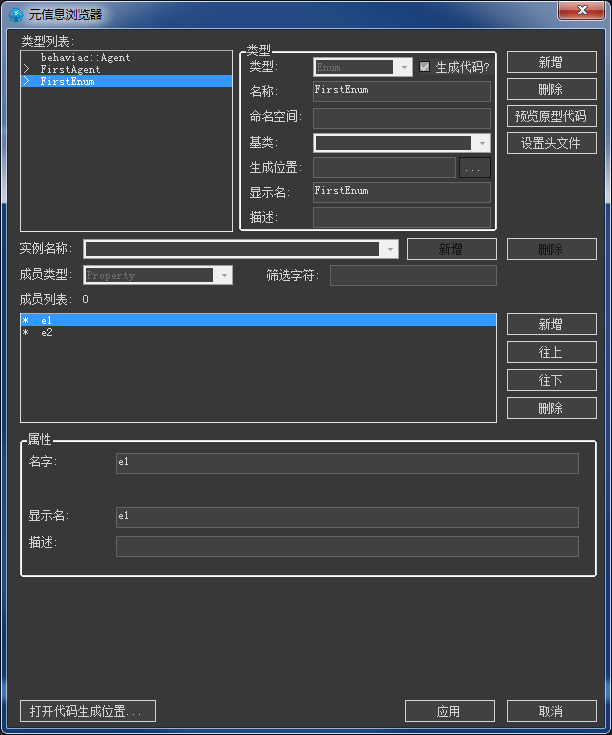 元信息浏览器
类型列表:
behaviac::Agent
> FirstAgent
> FirstEnum
类型
类型: Enum 生成代码?
名称: FirstEnum
命名空间:
基类:
生成位置: ...
显示名: FirstEnum
描述:
新增
删除
预览原型代码
设置头文件
实例名称: 新增 删除
成员类型: Property 筛选字符:
成员列表: 0
* e1
* e2
新增
往上
往下
删除
属性
名字: e1
显示名: e1
描述:
打开代码生成位置... 应用 取消